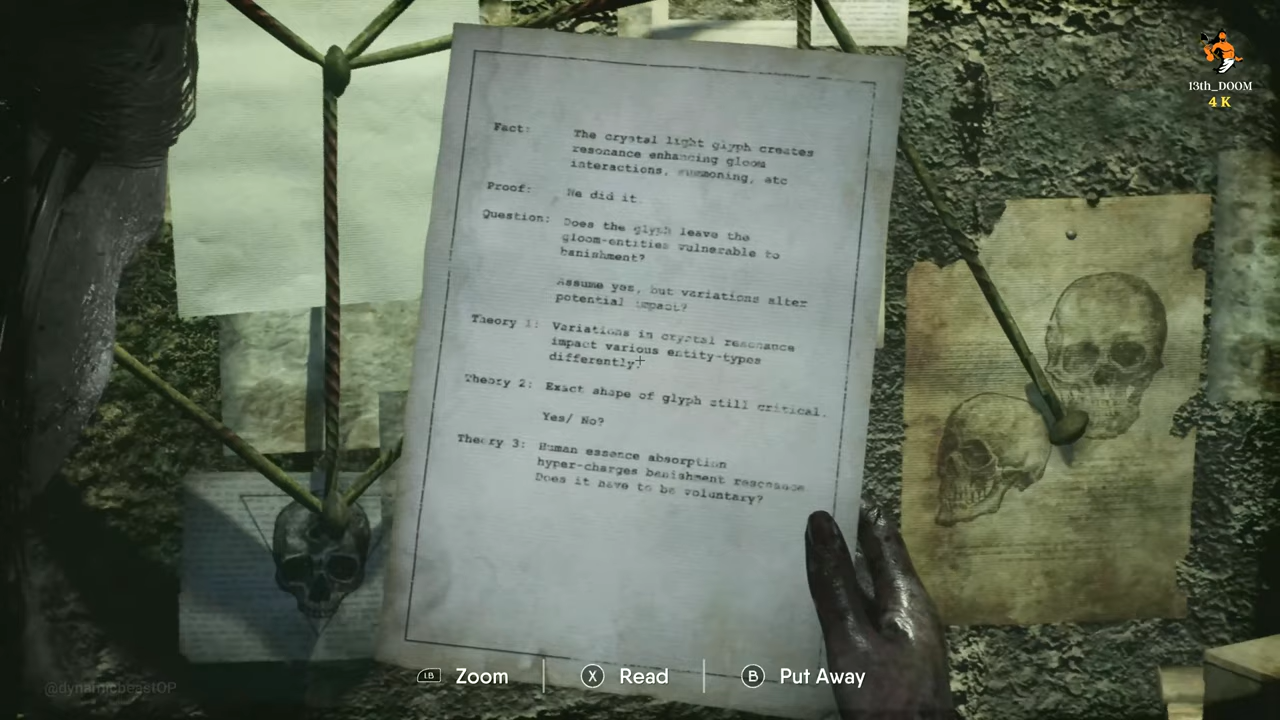 13th_DOOM
4 K
Fact: The crystal light glyph creates
resonance enhancing gloom
interactions, summoning, etc
Proof: He did it.
Question: Does the glyph leave the
gloom-entities vulnerable to
banishment?
Assume yes, but variations alter
potential impact?
Theory 1: Variations in crystal resonance
impact various entity-types
differently.
Theory 2: Exact shape of glyph still critical.
Yes/ No?
Theory 3: Human essence absorption
hyper-charges banishment resonance
Does it have to be voluntary?
LB Zoom X Read B Put Away
@dynamicbeastOP